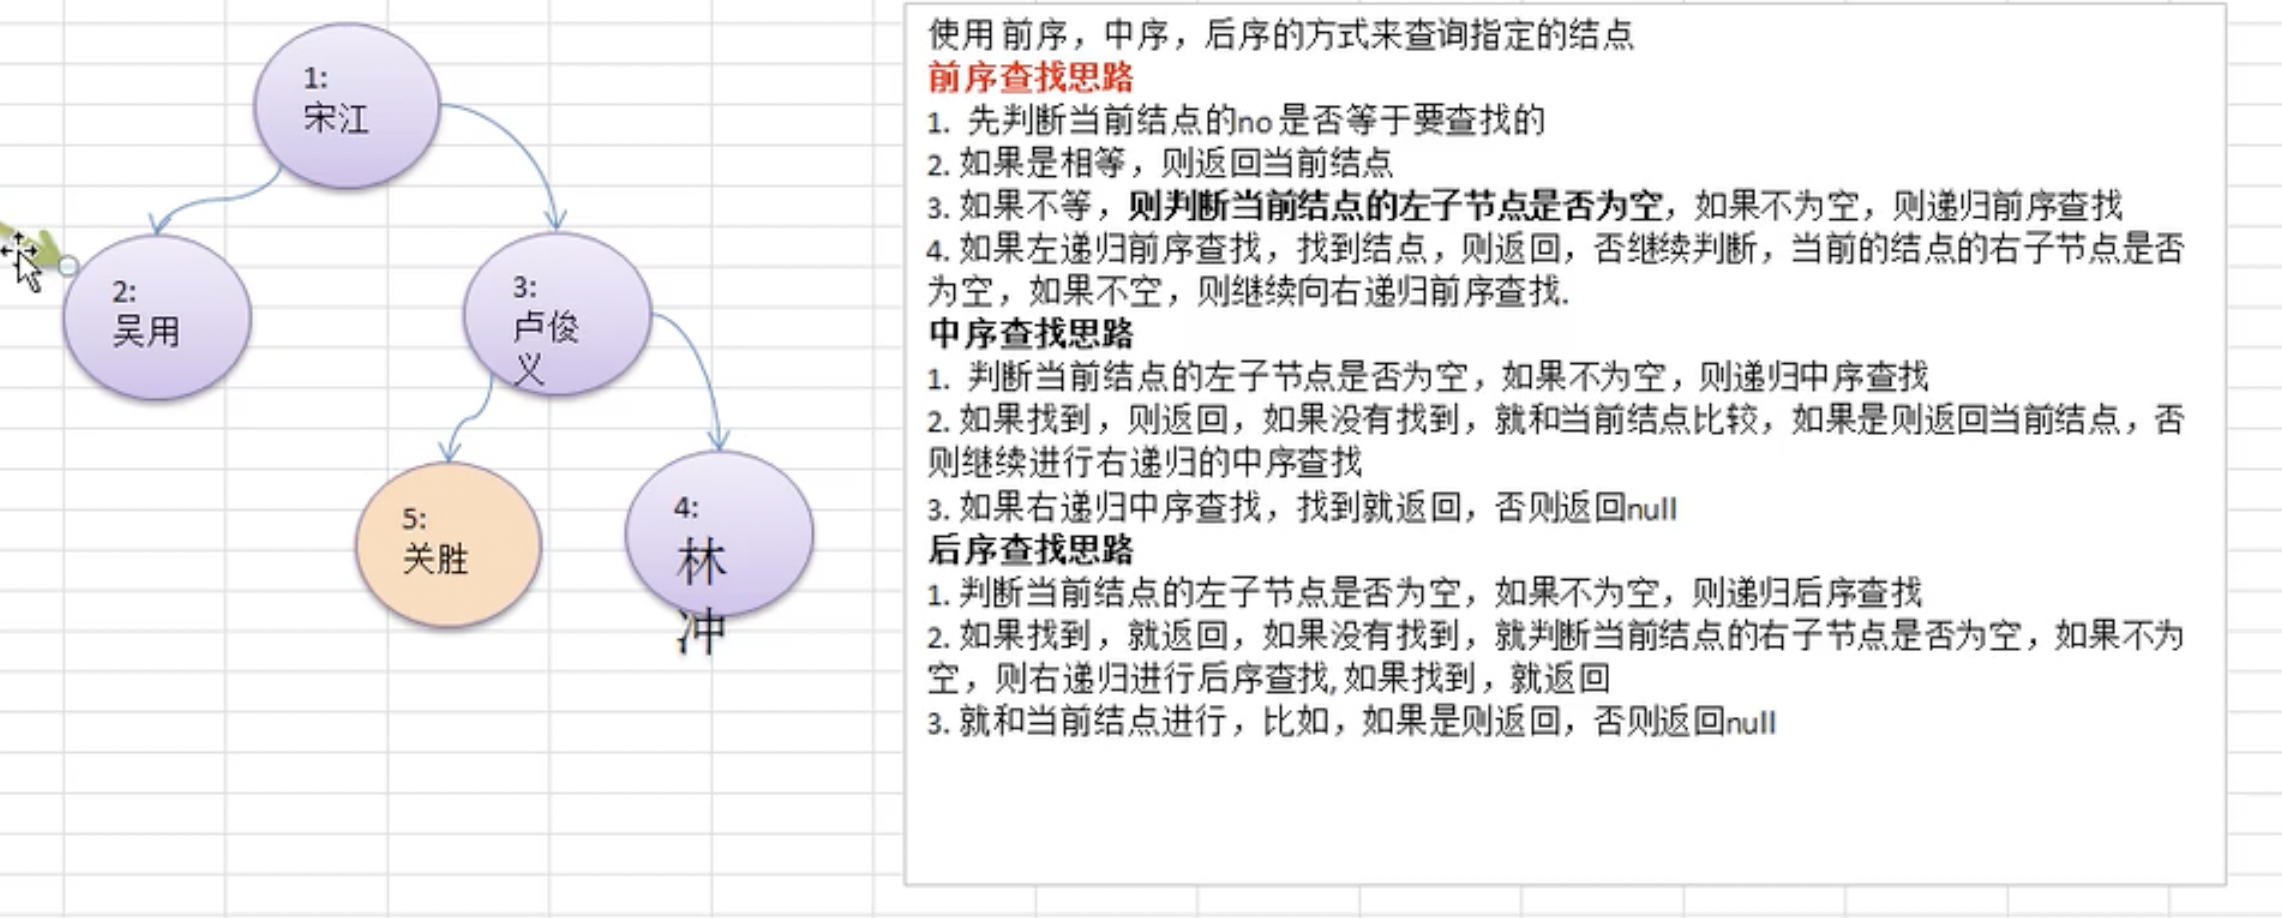 1:
宋江
2:
吴用
3:
卢俊
义
5:
关胜
4:
林
冲
使用 前序，中序，后序的方式来查询指定的结点
前序查找思路
1. 先判断当前结点的no 是否等于要查找的
2. 如果是相等，则返回当前结点
3. 如果不等，则判断当前结点的左子节点是否为空，如果不为空，则递归前序查找
4. 如果左递归前序查找，找到结点，则返回，否继续判断，当前的结点的右子节点是否
为空，如果不空，则继续向右递归前序查找.
中序查找思路
1. 判断当前结点的左子节点是否为空，如果不为空，则递归中序查找
2. 如果找到，则返回，如果没有找到，就和当前结点比较，如果是则返回当前结点，否
则继续进行右递归的中序查找
3. 如果右递归中序查找，找到就返回，否则返回null
后序查找思路
1. 判断当前结点的左子节点是否为空，如果不为空，则递归后序查找
2. 如果找到，就返回，如果没有找到，就判断当前结点的右子节点是否为空，如果不为
空，则右递归进行后序查找, 如果找到，就返回
3. 就和当前结点进行，比如，如果是则返回，否则返回null